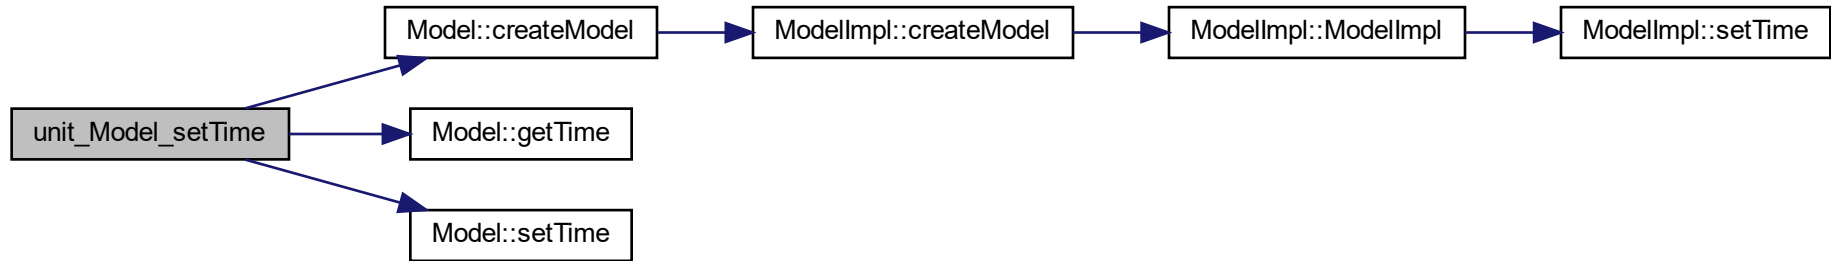 Model::createModel
ModelImpl::createModel
ModelImpl::ModelImpl
ModelImpl::setTime
unit_Model_setTime
Model::getTime
Model::setTime